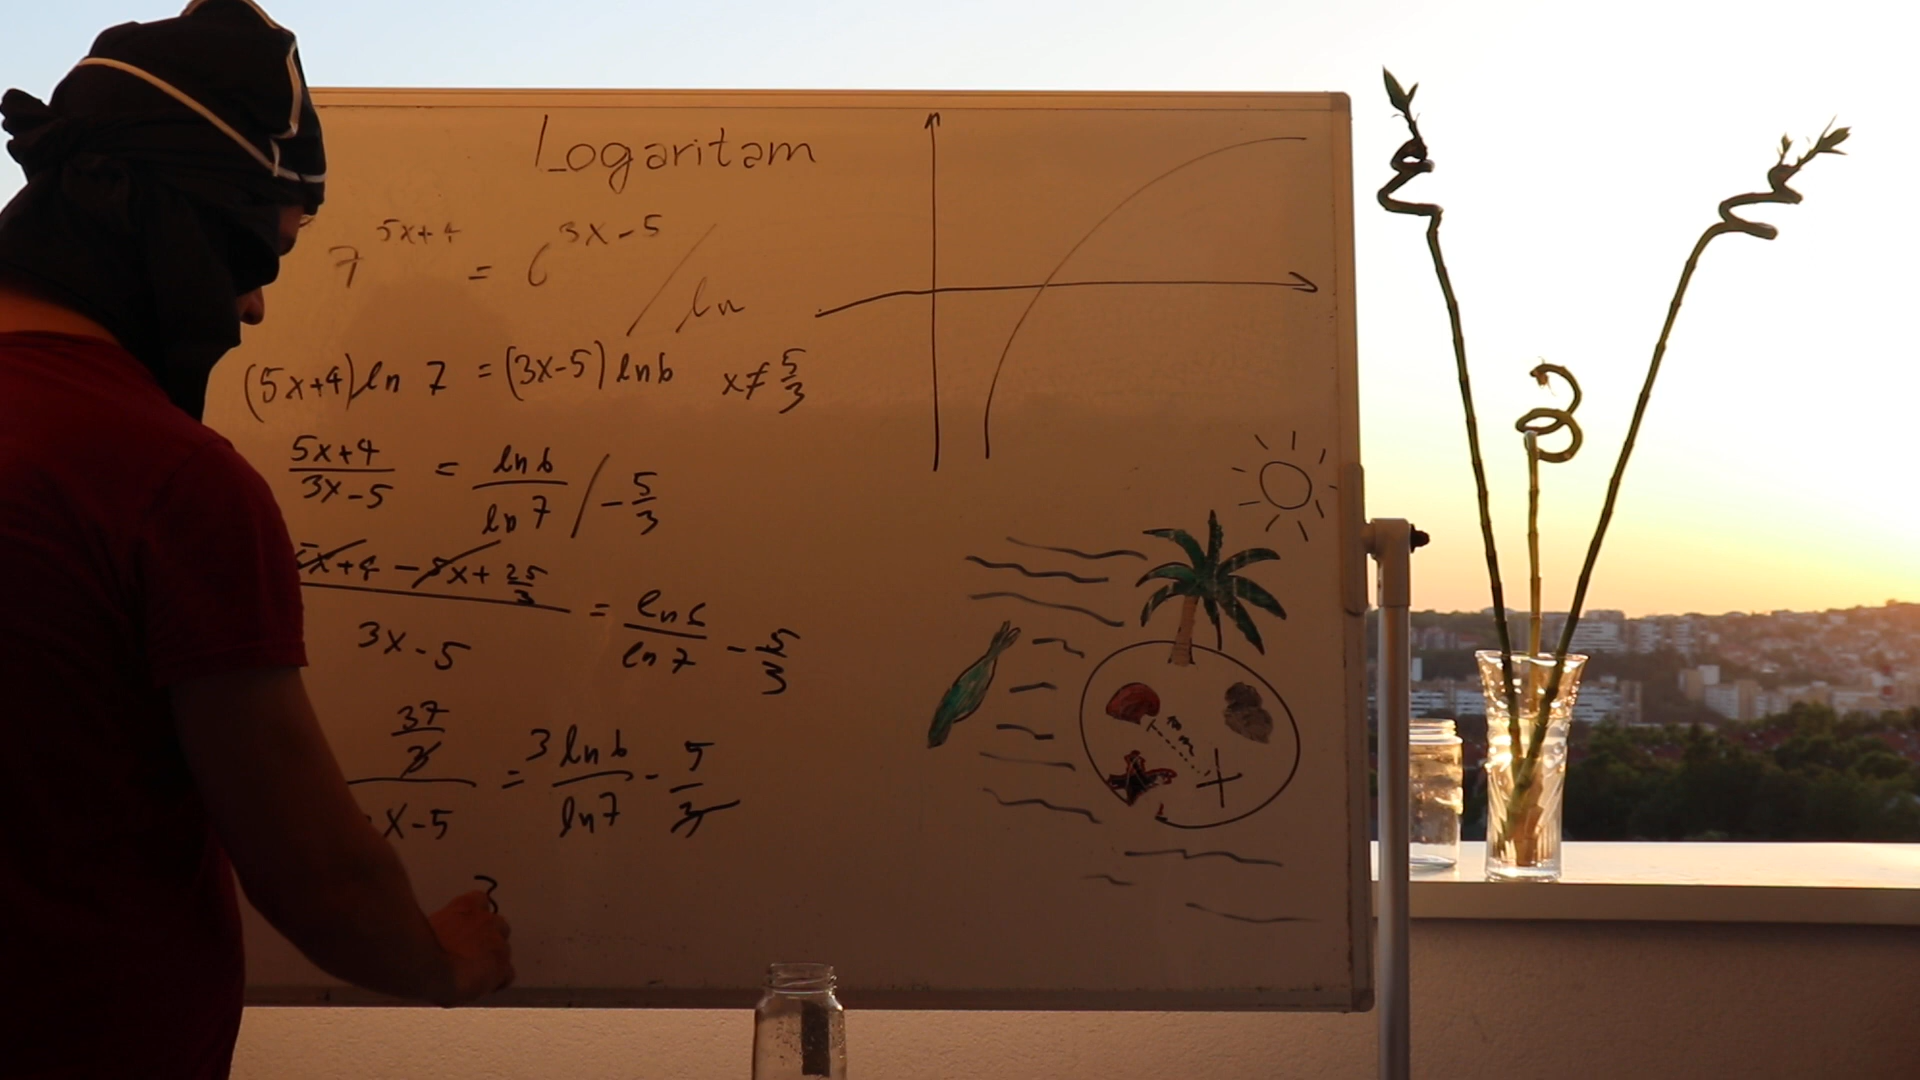 Logaritam
7^{5x+4} = 6^{3x-5} / ln
(5x+4) ln 7 = (3x-5) ln 6 x ≠ 5/3
(5x+4)/(3x-5) = ln 6/ln 7 / - 5/3
(5x+4-5x+25/3)/(3x-5) = ln 6/ln 7 - 5/3
(37/3)/(x-5) = 3 ln 6/ln 7 - 5/3
3